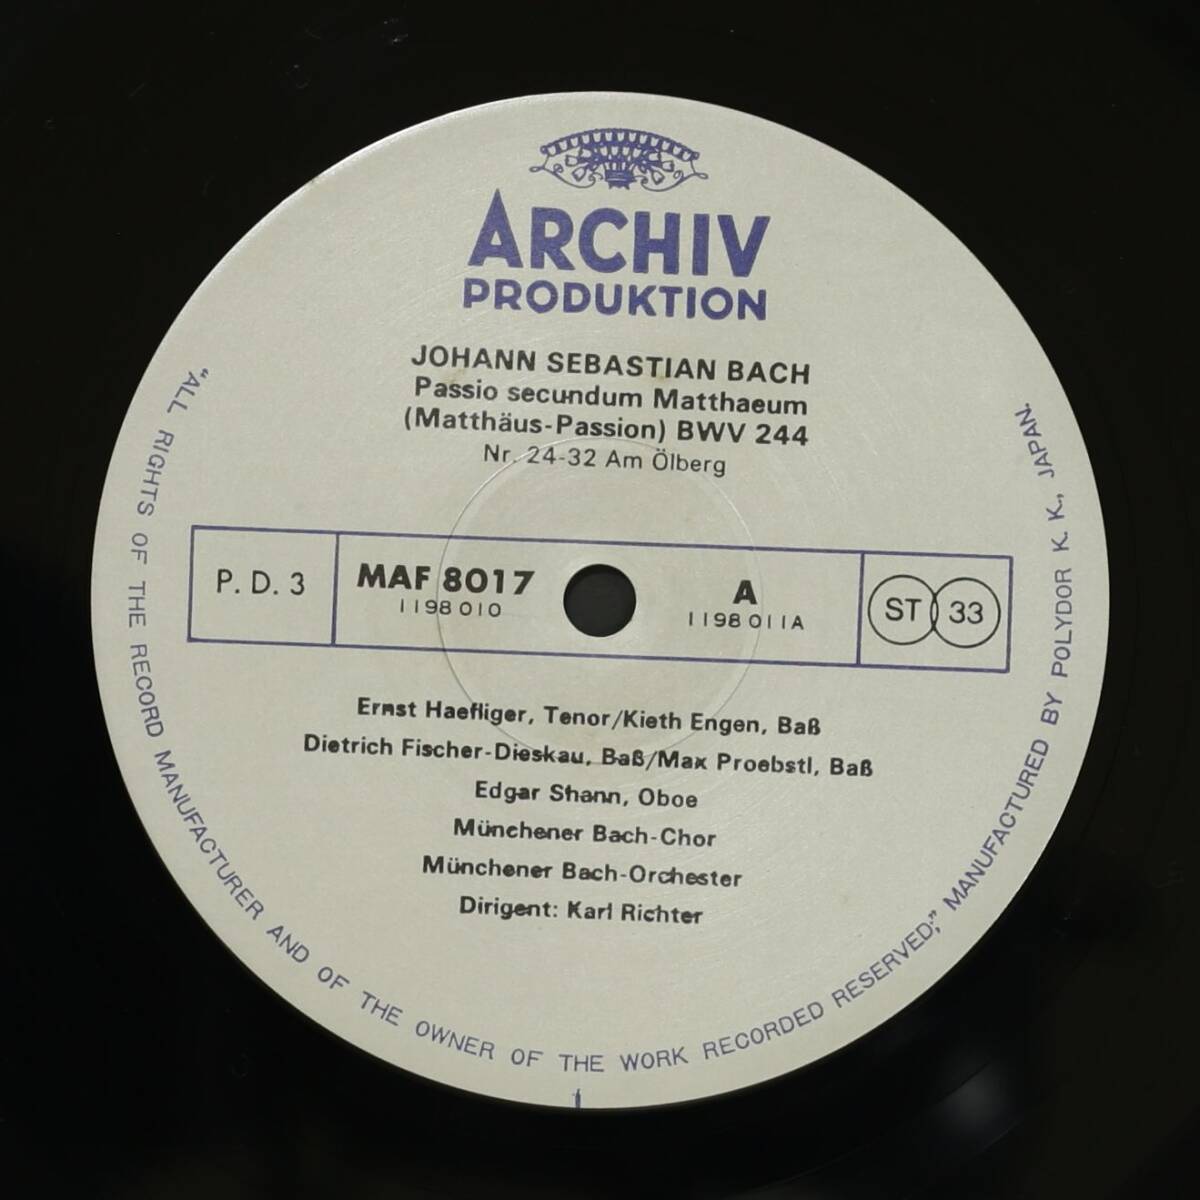 ARCHIV
PRODUKTION
JOHANN SEBASTIAN BACH
Passio secundum Matthaeum
(Matthäus-Passion) BWV 244
Nr. 24-32 Am Ölberg
P. D. 3
MAF 8017
1198 010
A
1198 011A
ST 33
Ernst Haefliger, Tenor/Kieth Engen, Baß
Dietrich Fischer-Dieskau, Baß/Max Proebstl, Baß
Edgar Shann, Oboe
Münchener Bach-Chor
Münchener Bach-Orchester
Dirigent: Karl Richter
"ALL RIGHTS OF THE RECORD MANUFACTURER AND OF THE OWNER OF THE WORK RECORDED RESERVED;" MANUFACTURED BY POLYDOR K. K., JAPAN.